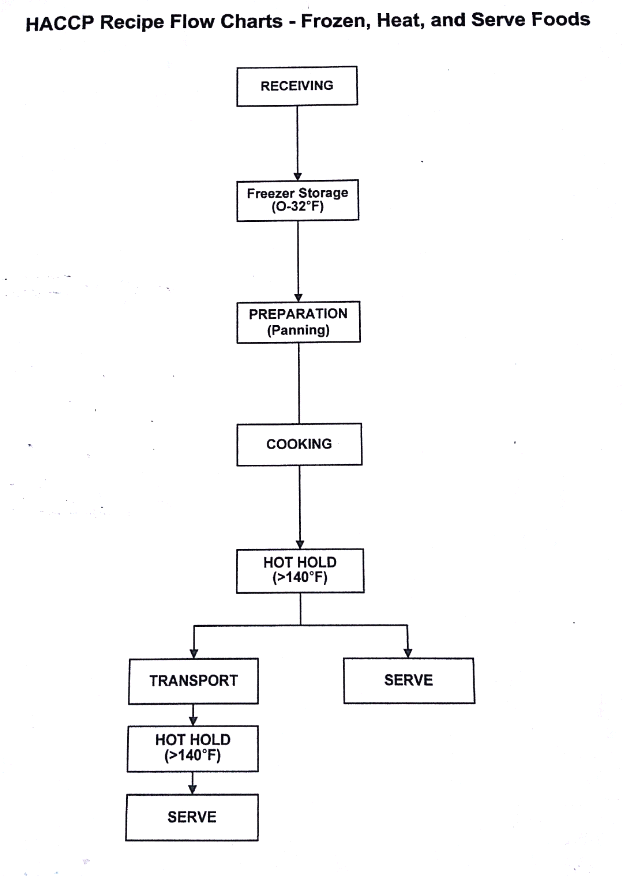 HACCP Recipe Flow Charts - Frozen, Heat, and Serve Foods
RECEIVING
Freezer Storage
(O-32°F)
PREPARATION
(Panning)
COOKING
HOT HOLD
(>140°F)
TRANSPORT
SERVE
HOT HOLD
(>140°F)
SERVE